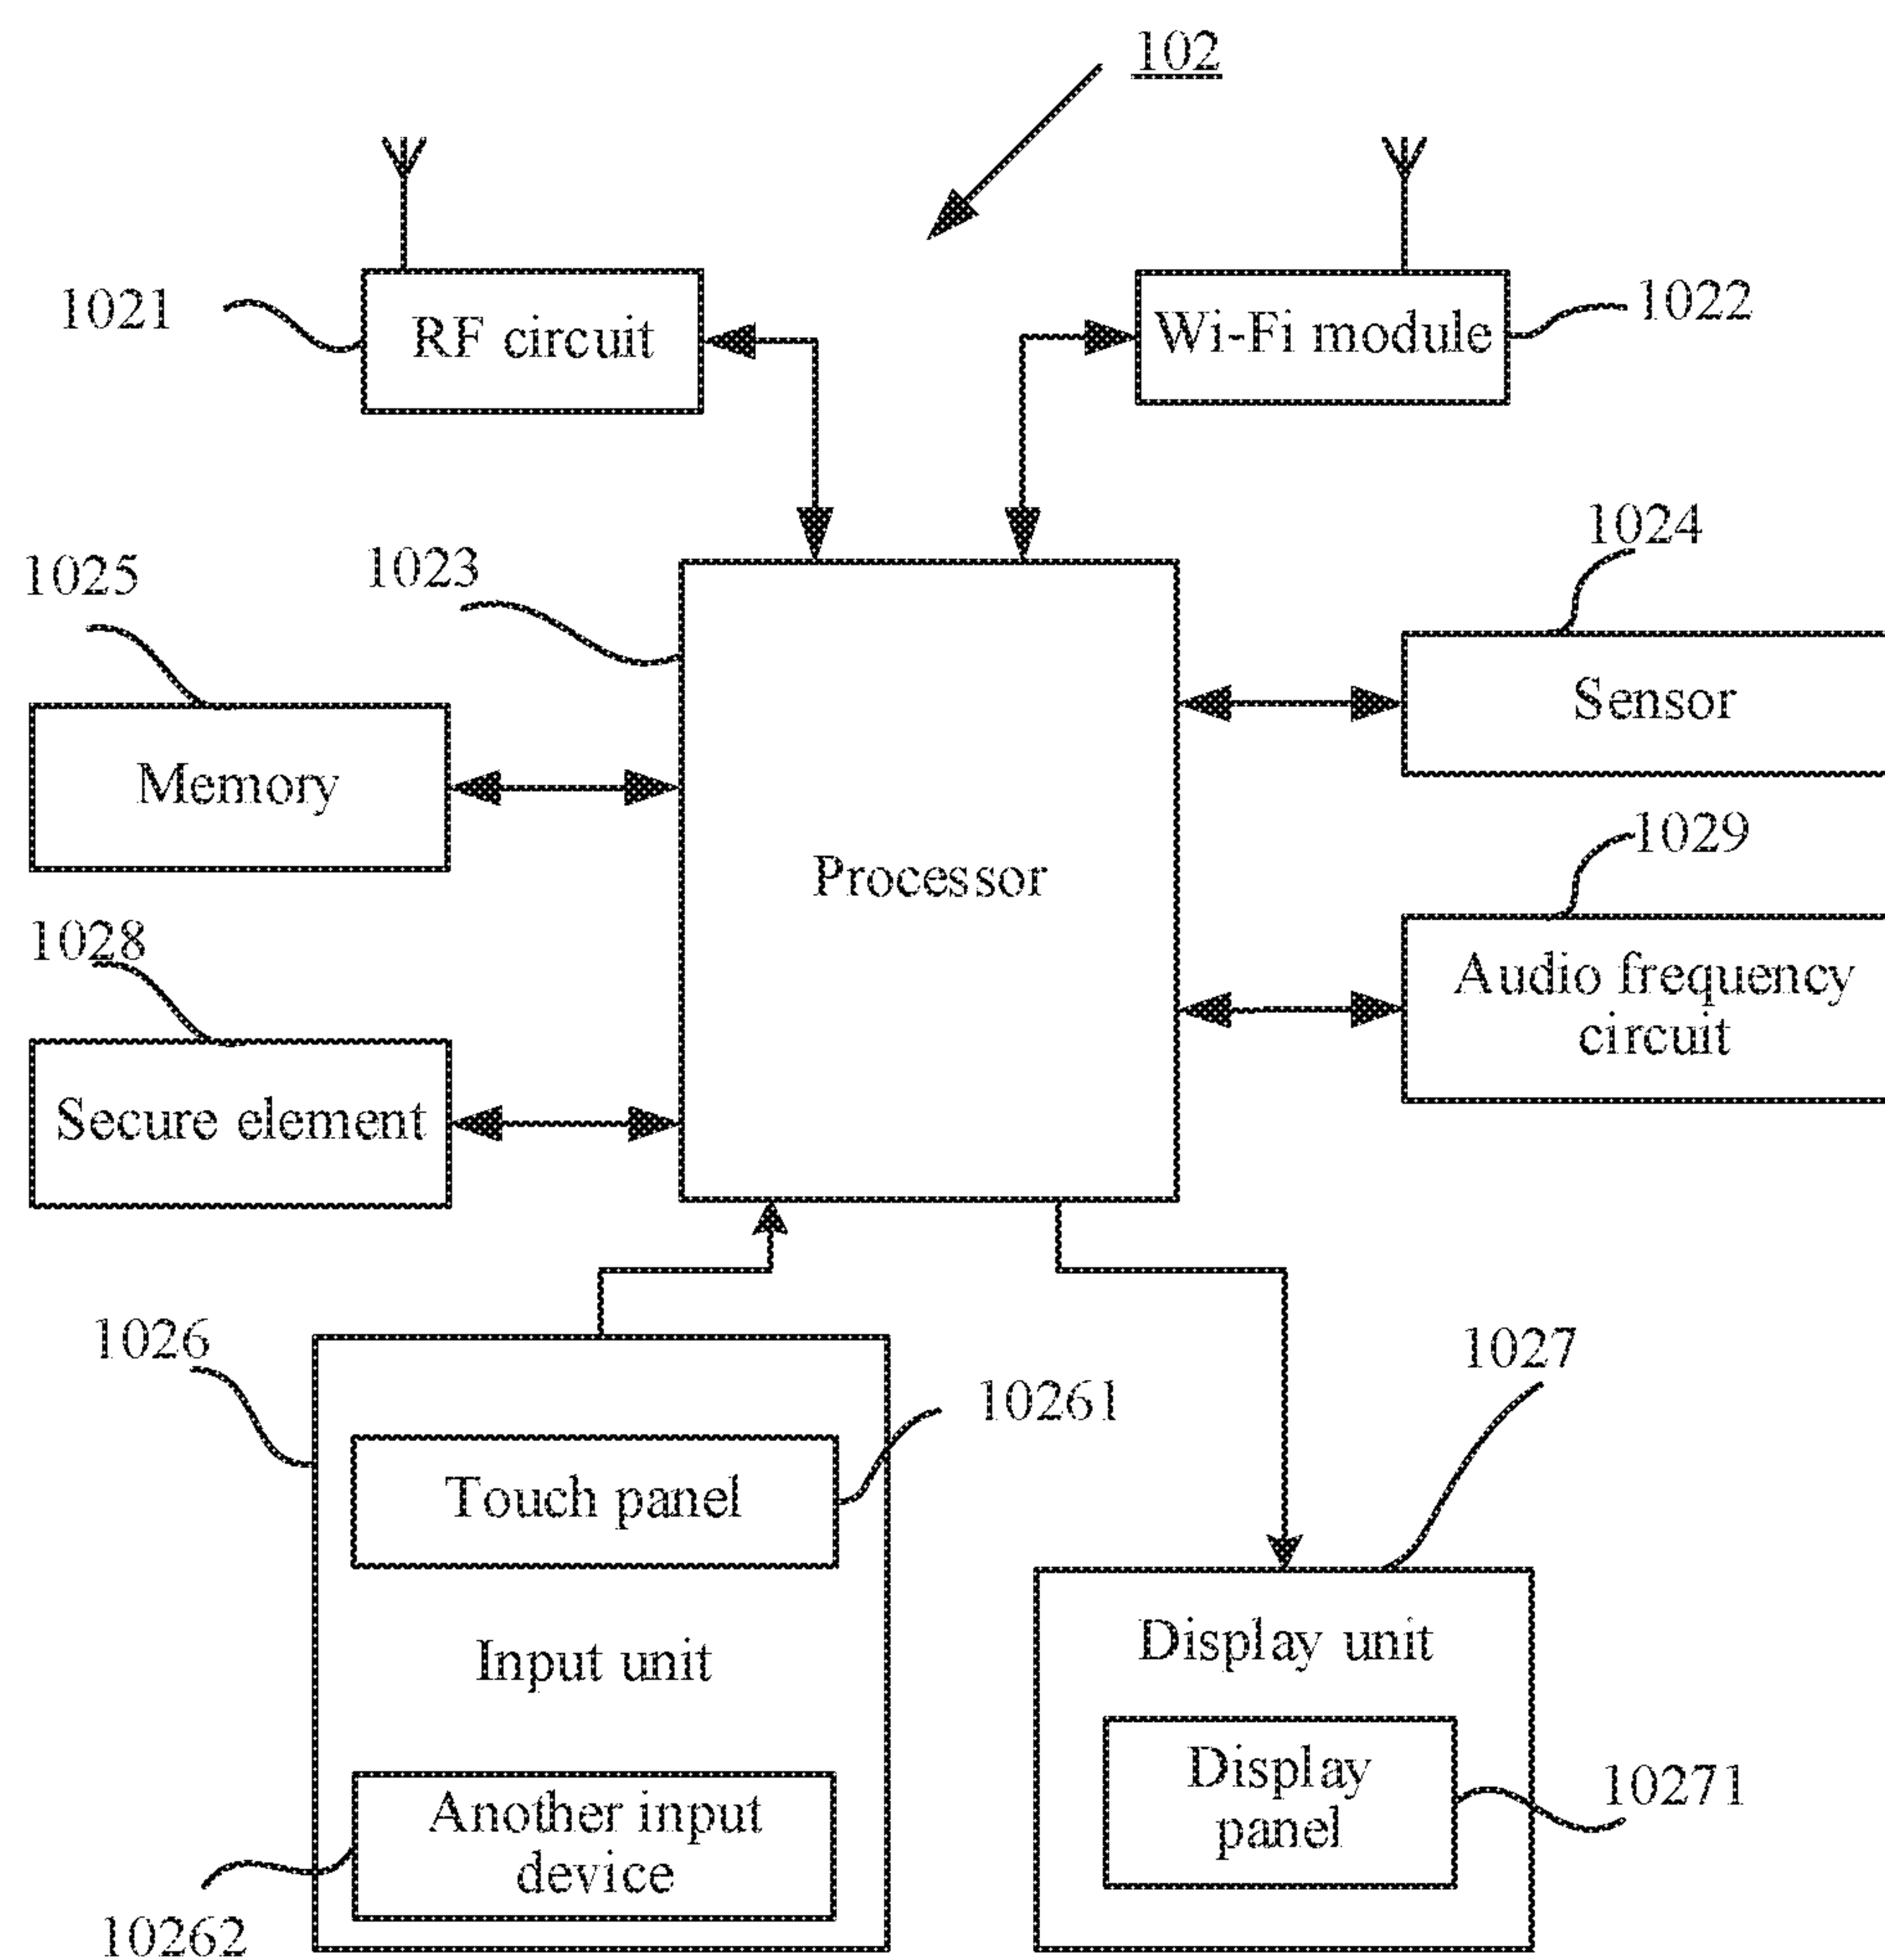 102
1021
RF circuit
Wi-Fi module
1022
1025
1023
1024
Memory
Sensor
Processor
1029
1028
Audio frequency
circuit
Secure element
1026
1027
10261
Touch panel
Input unit
Display unit
Another input
device
Display
panel
10271
10262